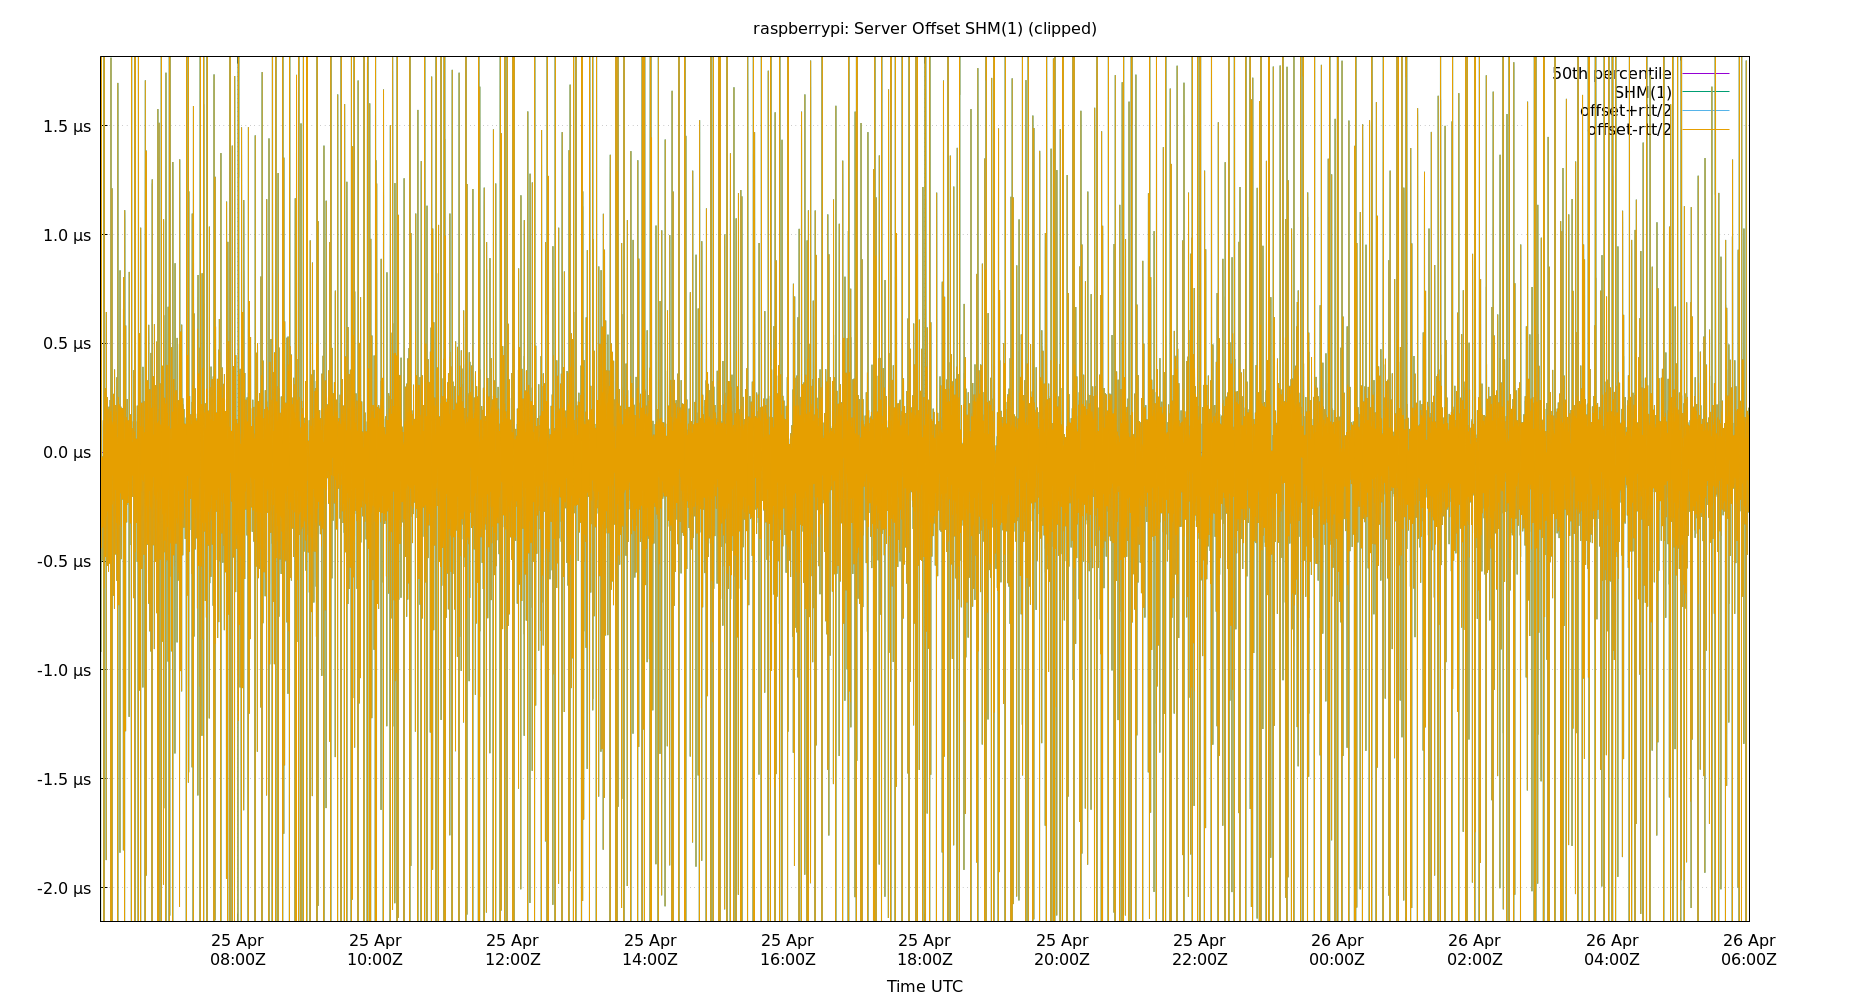 raspberrypi: Server Offset SHM(1) (clipped)
50th percentile
SHM(1)
offset+rtt/2
offset-rtt/2
1.5 µs
1.0 µs
0.5 µs
0.0 µs
-0.5 µs
-1.0 µs
-1.5 µs
-2.0 µs
25 Apr 25 Apr 25 Apr 25 Apr 25 Apr 25 Apr 25 Apr 25 Apr 26 Apr 26 Apr 26 Apr 26 Apr
08:00Z 10:00Z 12:00Z 14:00Z 16:00Z 18:00Z 20:00Z 22:00Z 00:00Z 02:00Z 04:00Z 06:00Z
Time UTC